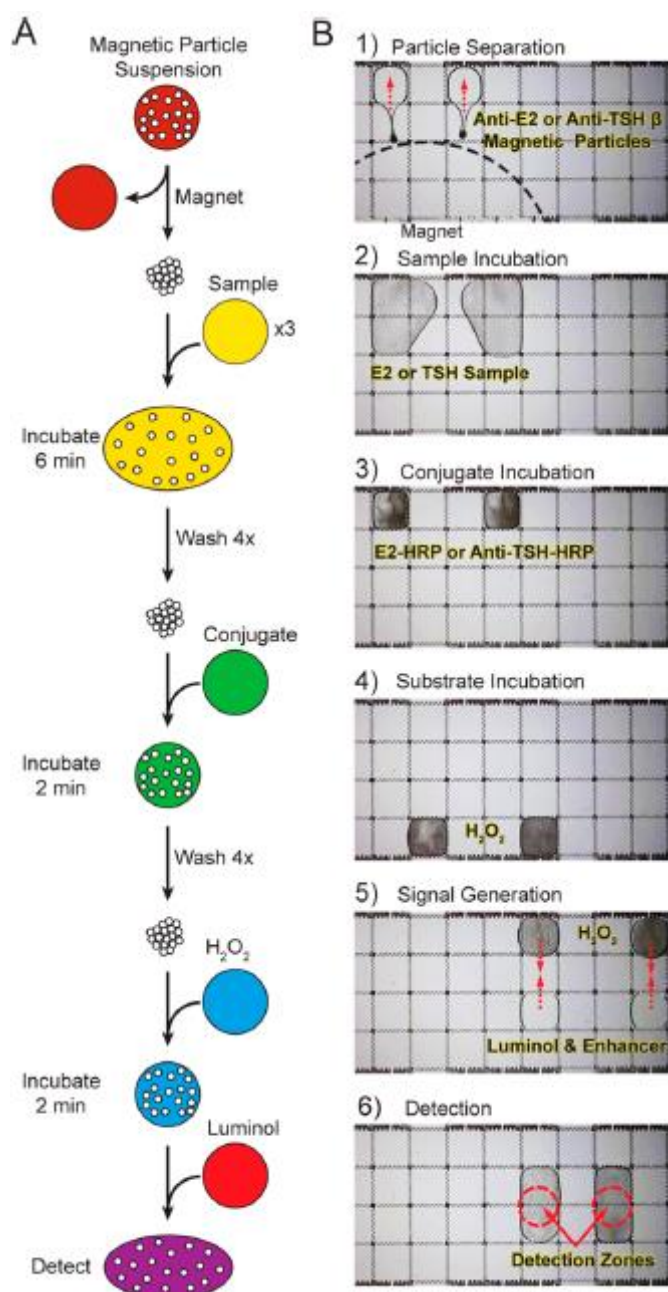 A
Magnetic Particle
Suspension
Magnet
Sample
x3
Incubate
6 min
Wash 4x
Conjugate
Incubate
2 min
Wash 4x
H₂O₂
Incubate
2 min
Luminol
Detect
B
1) Particle Separation
Anti-E2 or Anti-TSH β
Magnetic Particles
Magnet
2) Sample Incubation
E2 or TSH Sample
3) Conjugate Incubation
E2-HRP or Anti-TSH-HRP
4) Substrate Incubation
H₂O₂
5) Signal Generation
H₂O₂
Luminol & Enhancer
6) Detection
Detection Zones